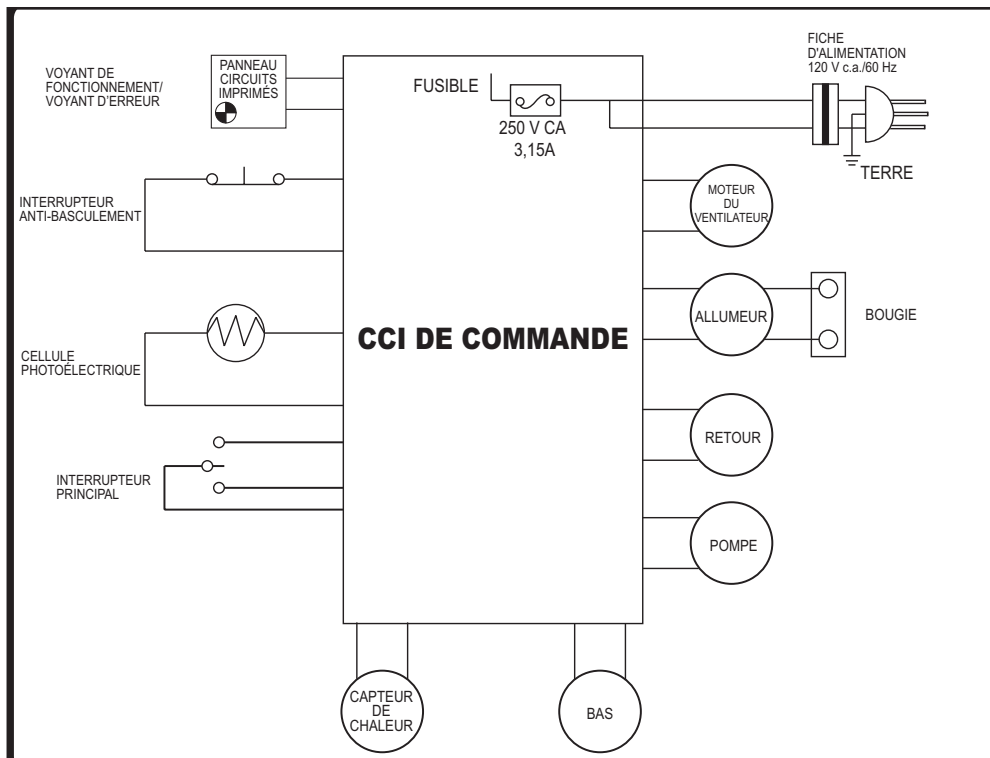 VOYANT DE
FONCTIONNEMENT/
VOYANT D'ERREUR
PANNEAU
CIRCUITS
IMPRIMÉS
FUSIBLE
250 V CA
3,15A
FICHE
D'ALIMENTATION
120 V c.a./60 Hz
TERRE
INTERRUPTEUR
ANTI-BASCULEMENT
MOTEUR
DU
VENTILATEUR
CCI DE COMMANDE
ALLUMEUR
BOUGIE
CELLULE
PHOTOÉLECTRIQUE
RETOUR
INTERRUPTEUR
PRINCIPAL
POMPE
CAPTEUR
DE
CHALEUR
BAS